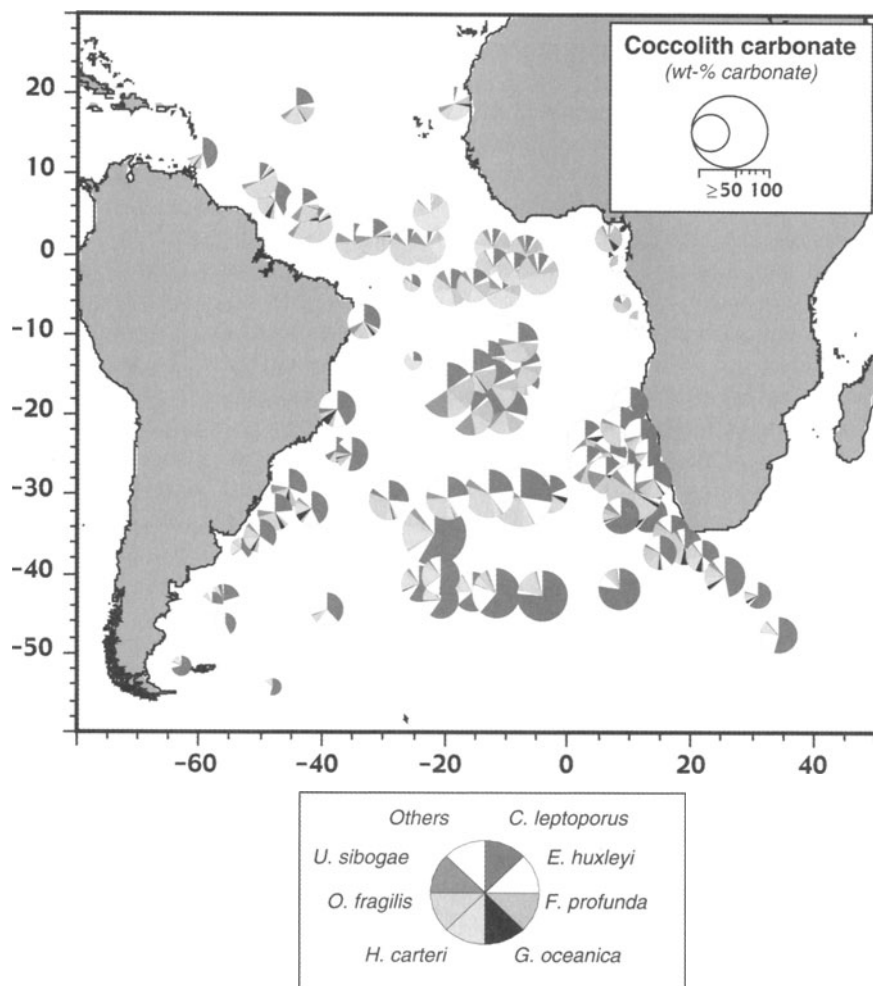 Coccolith carbonate
(wt-% carbonate)
≥50 100
20
10
0
-10
-20
-30
-40
-50
-60 -40 -20 0 20 40
Others C. leptoporus
U. sibogae E. huxleyi
O. fragilis F. profunda
H. carteri G. oceanica